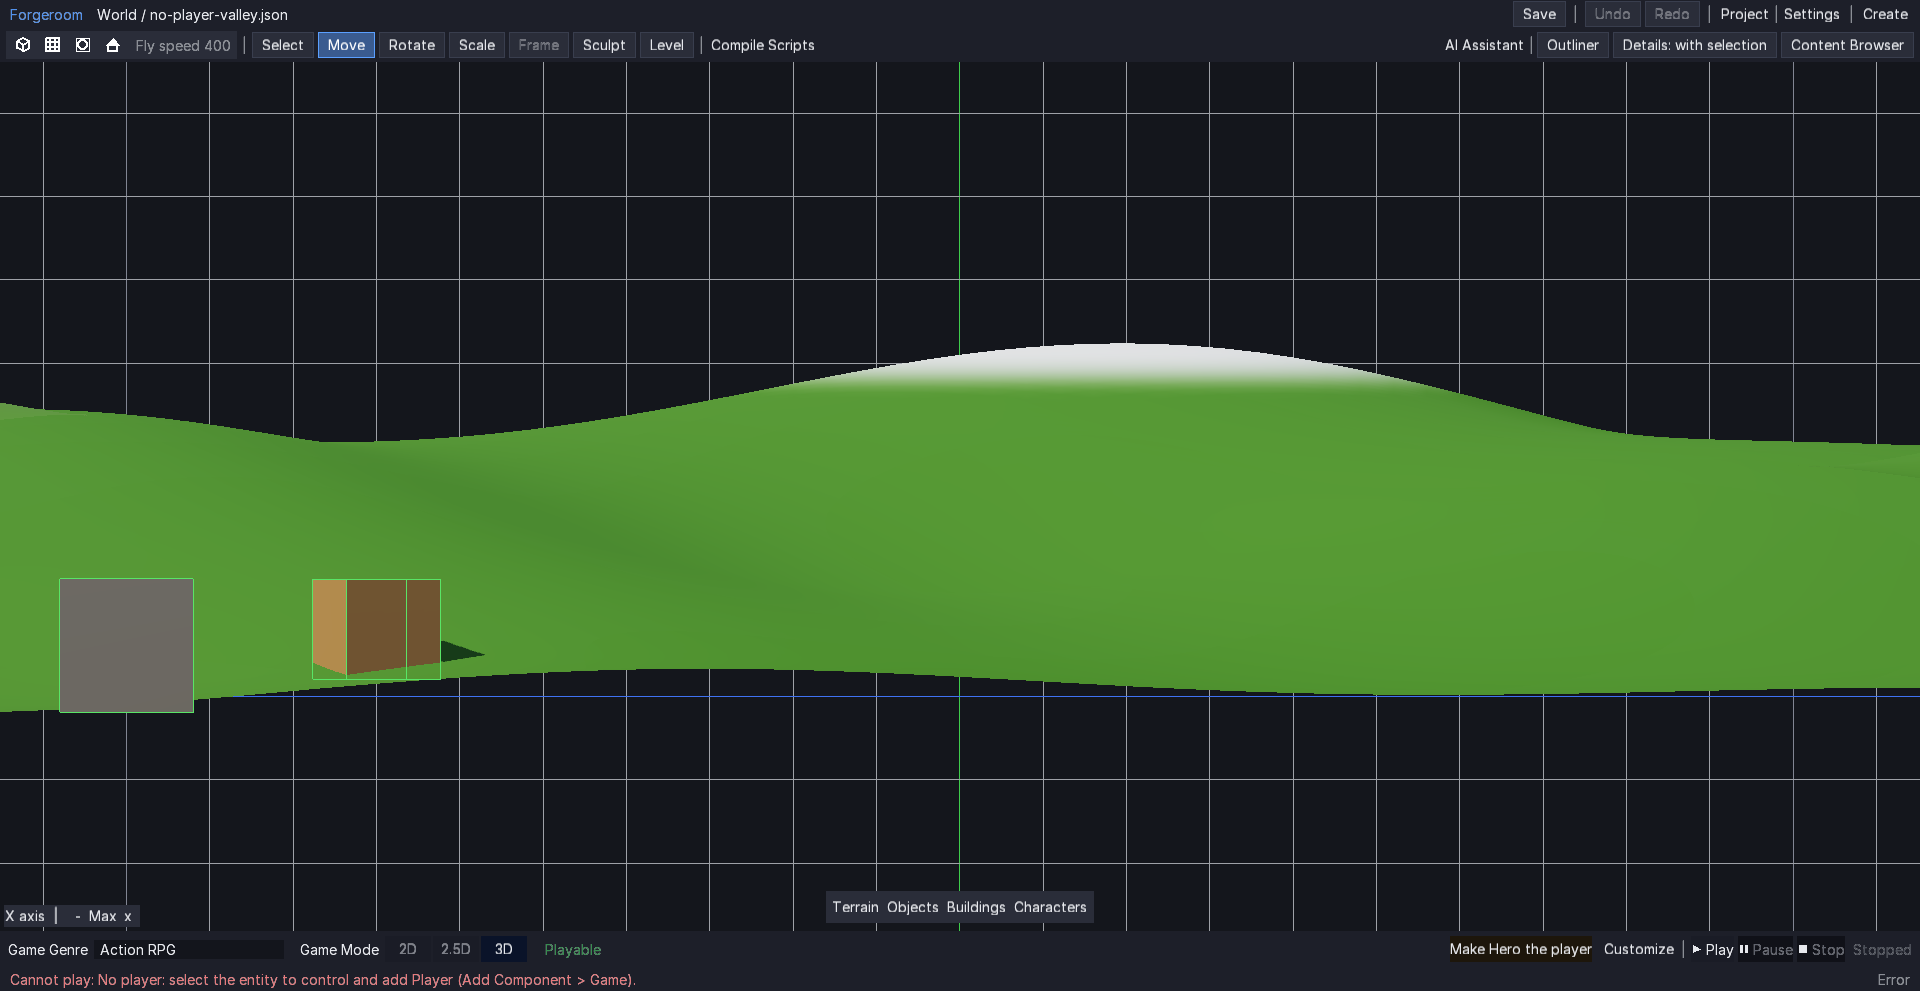 Forgeroom World / no-player-valley.json Save Undo Redo Project Settings Create
Fly speed 400 Select Move Rotate Scale Frame Sculpt Level Compile Scripts AI Assistant Outliner Details: with selection Content Browser
Terrain Objects Buildings Characters
X axis - Max x
Game Genre Action RPG Game Mode 2D 2.5D 3D Playable Make Hero the player Customize Play Pause Stop Stopped
Cannot play: No player: select the entity to control and add Player (Add Component > Game). Error